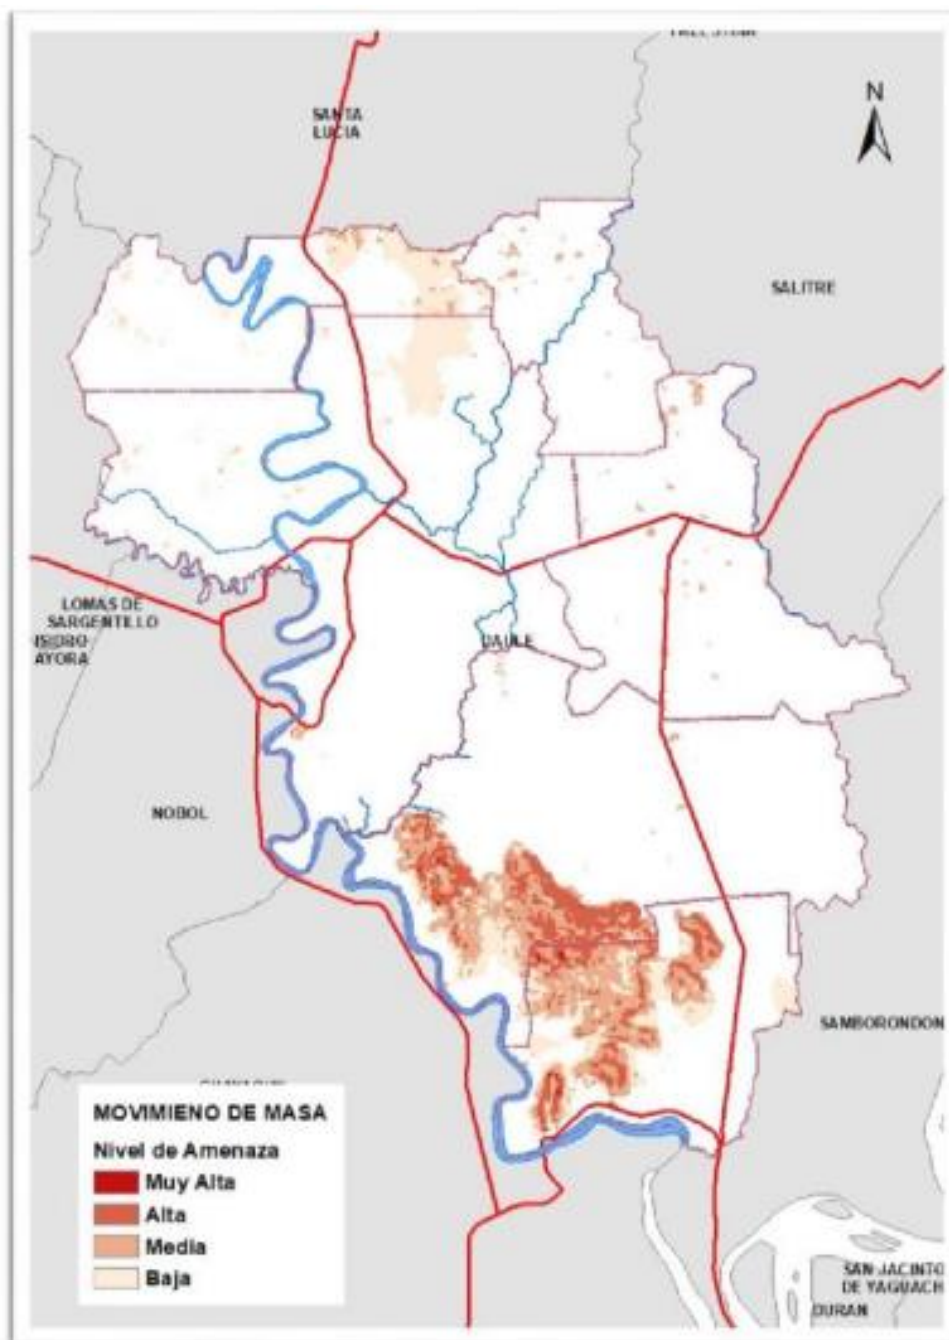 N
SANTA
LUCIA
SALITRE
LOMAS DE
SARGENTILLO
ISIDRO
AYORA
DAULE
NOBOL
SAMBORONDON
MOVIMIENO DE MASA
Nivel de Amenaza
Muy Alta
Alta
Media
Baja
SAN JACINTO
DE YAGUACH
DURAN